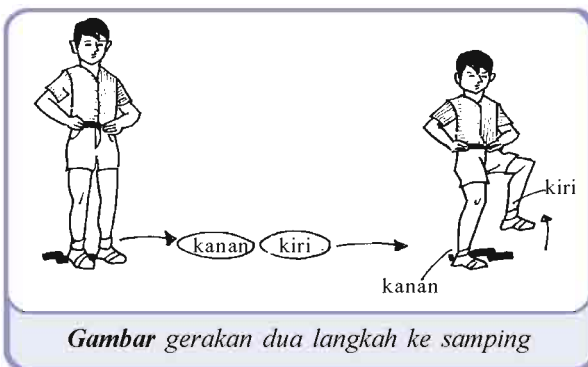 kanan
kiri
kiri
kanan
Gambar gerakan dua langkah ke samping